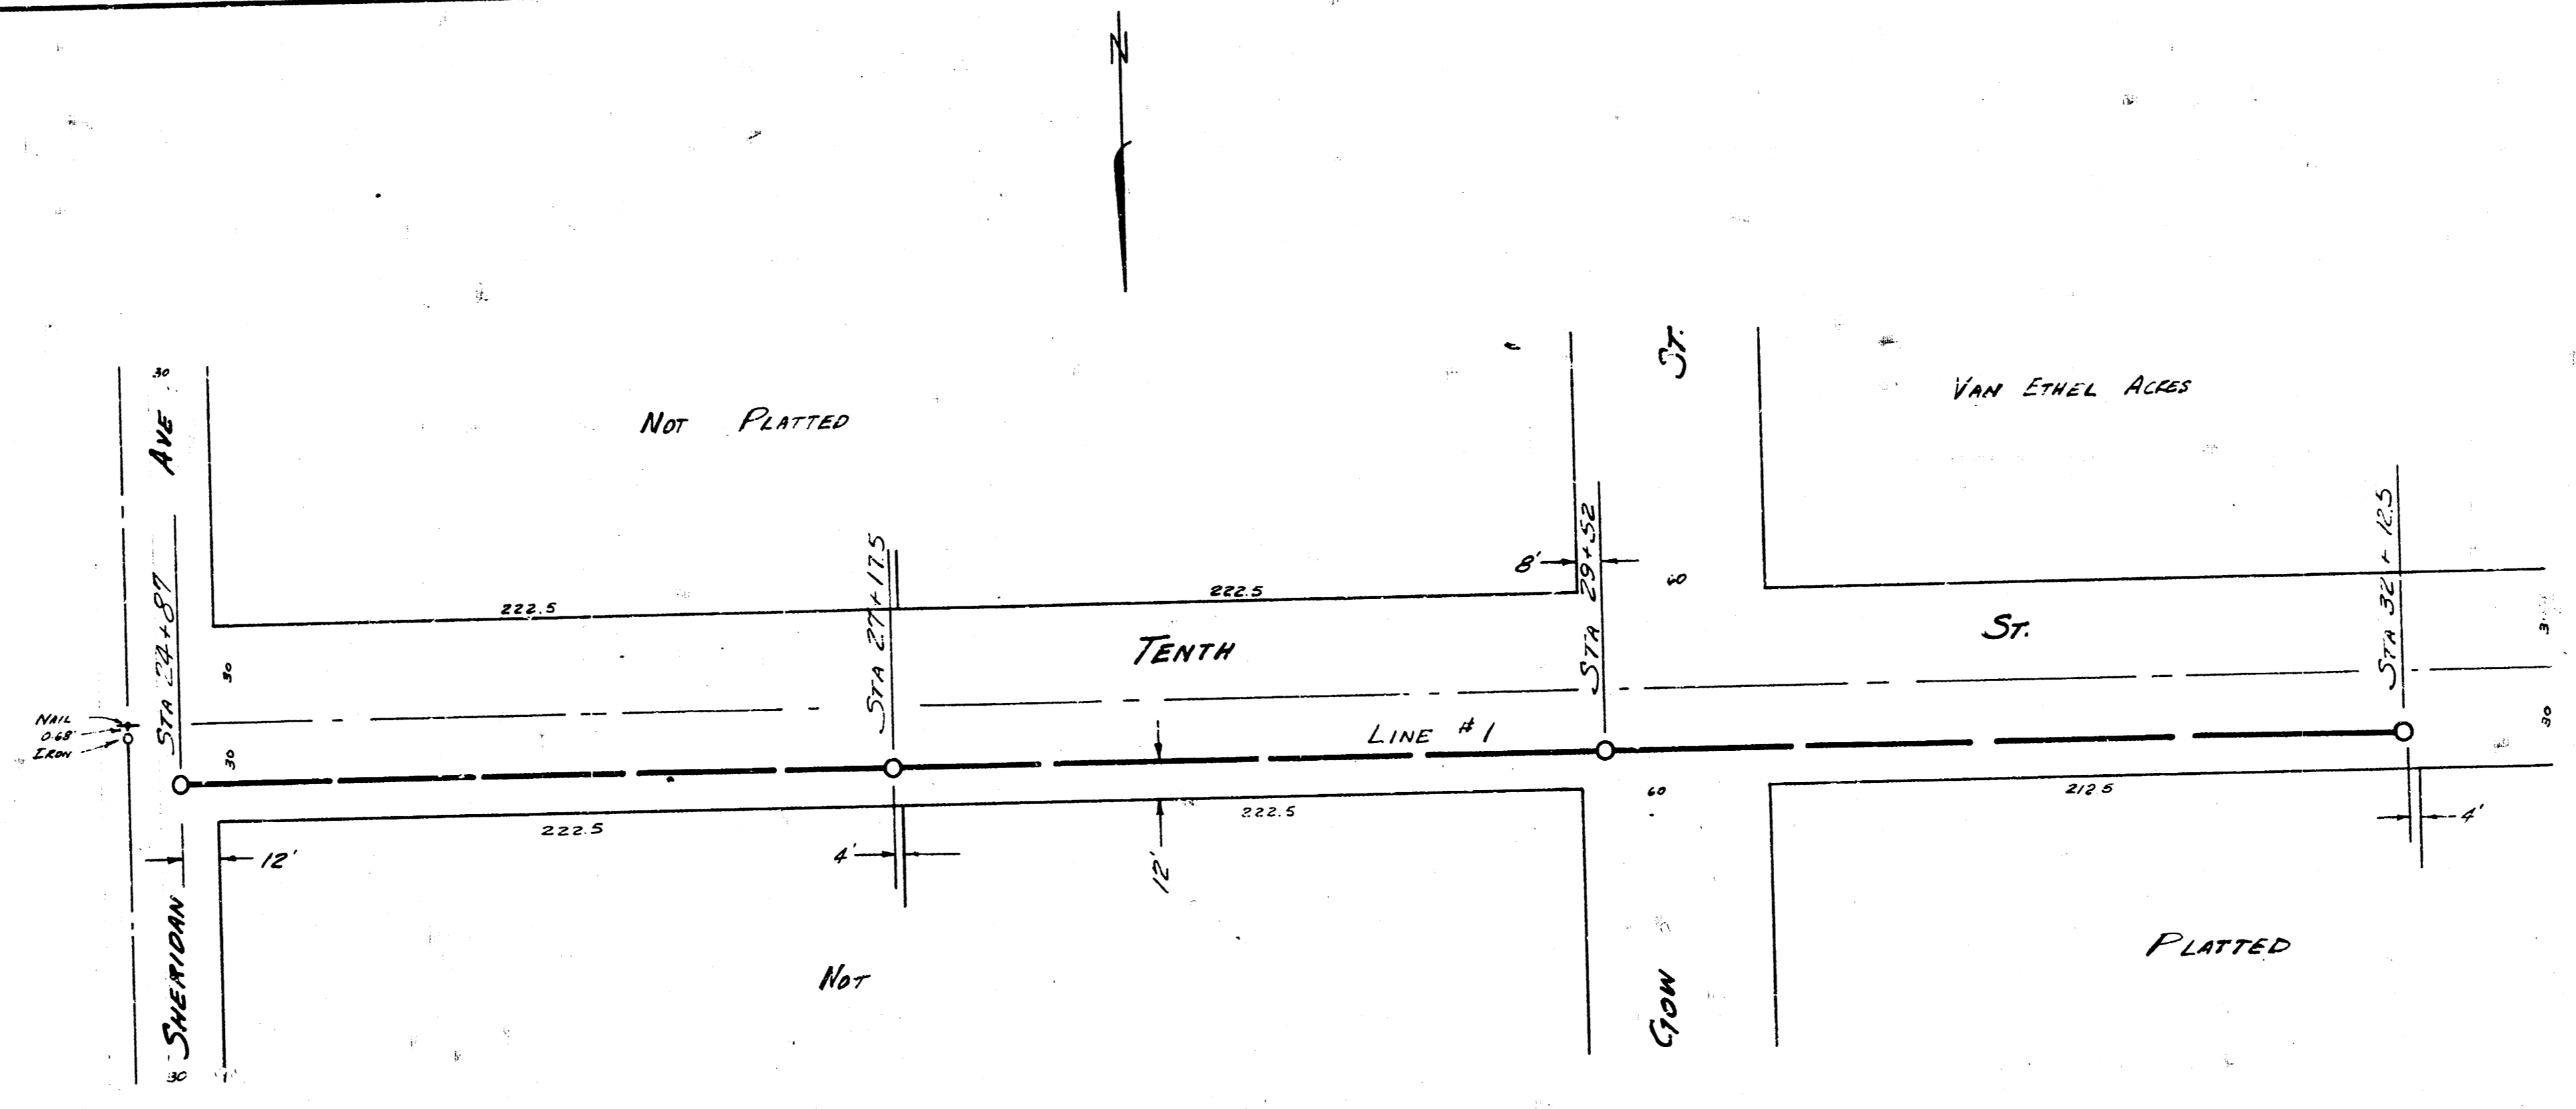 N
30
AVE
SHERIDAN
30
NOT PLATTED
ST.
GOW
VAN ETHEL ACRES
STA 24+87
STA 27+17.5
STA 29+52
STA 32+12.5
8'
60
222.5
222.5
TENTH
ST.
30
30
30
NAIL
0.68'
IRON
LINE #1
60
222.5
222.5
212.5
12'
4'
12'
4'
NOT
PLATTED